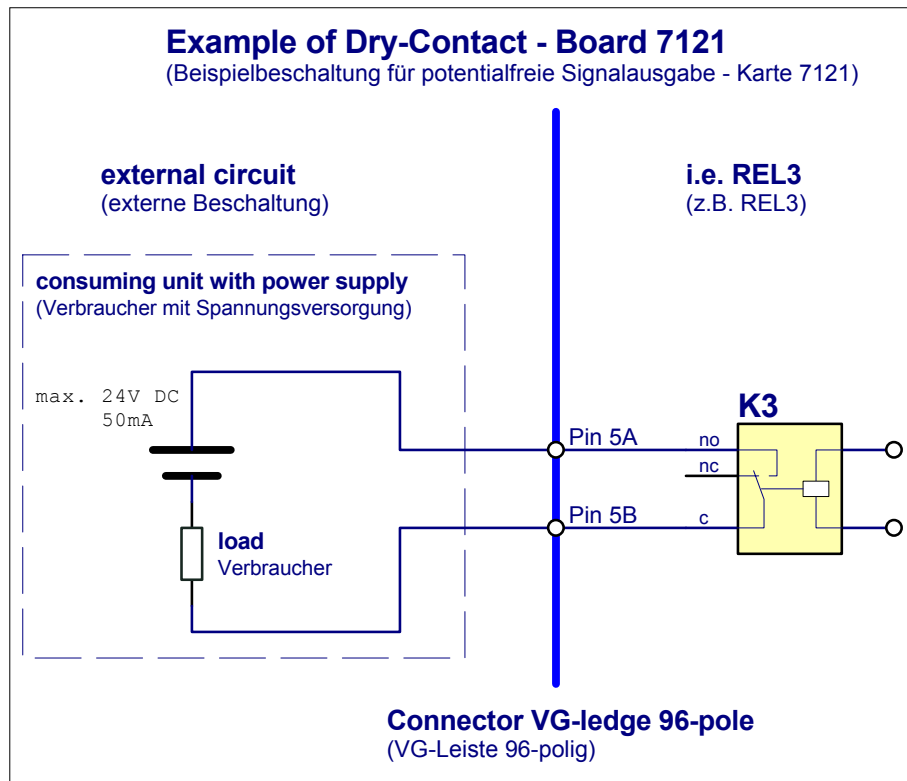 Example of Dry-Contact - Board 7121
(Beispielbeschaltung für potentialfreie Signalausgabe - Karte 7121)
external circuit
(externe Beschaltung)
i.e. REL3
(z.B. REL3)
consuming unit with power supply
(Verbraucher mit Spannungsversorgung)
max. 24V DC
50mA
K3
Pin 5A
no
nc
Pin 5B
c
load
Verbraucher
Connector VG-ledge 96-pole
(VG-Leiste 96-polig)